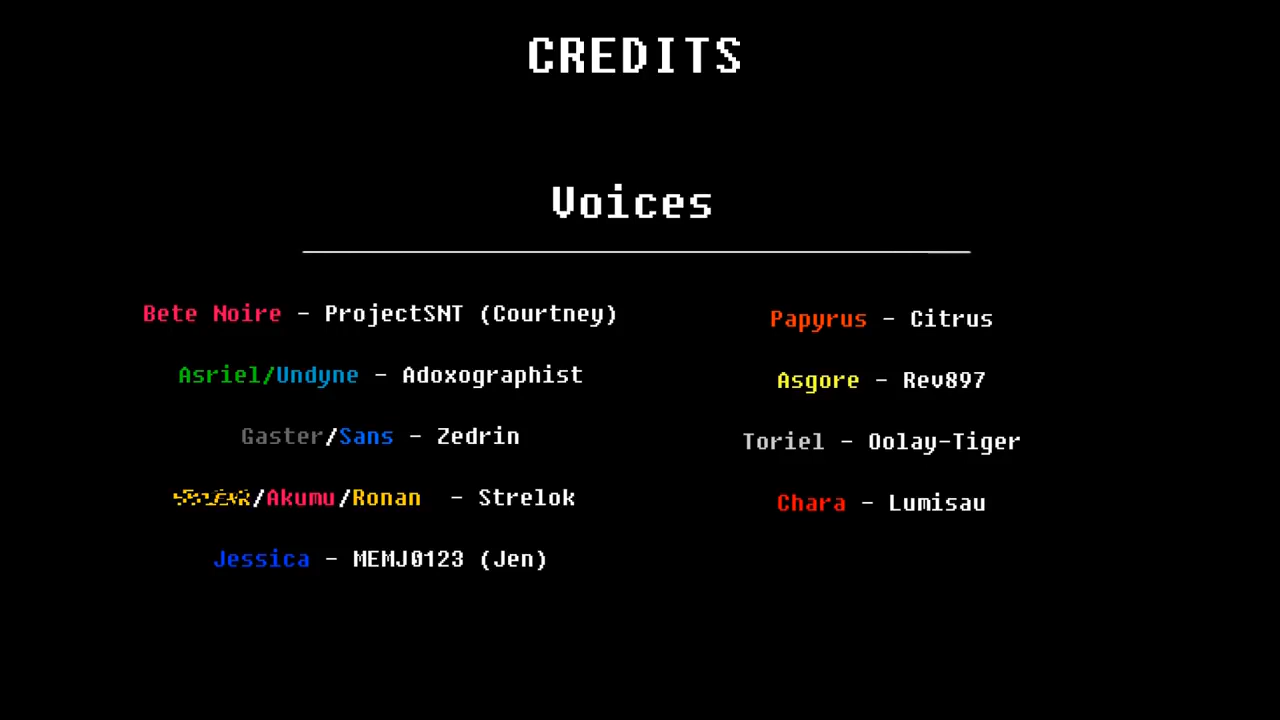 CREDITS
Voices
Bete Noire - ProjectSNT (Courtney)
Asriel/Undyne - Adoxographist
Gaster/Sans - Zedrin
/Akumu/Ronan - Strelok
Jessica - MEMJ0123 (Jen)
Papyrus - Citrus
Asgore - Rev897
Toriel - Oolay-Tiger
Chara - Lumisau